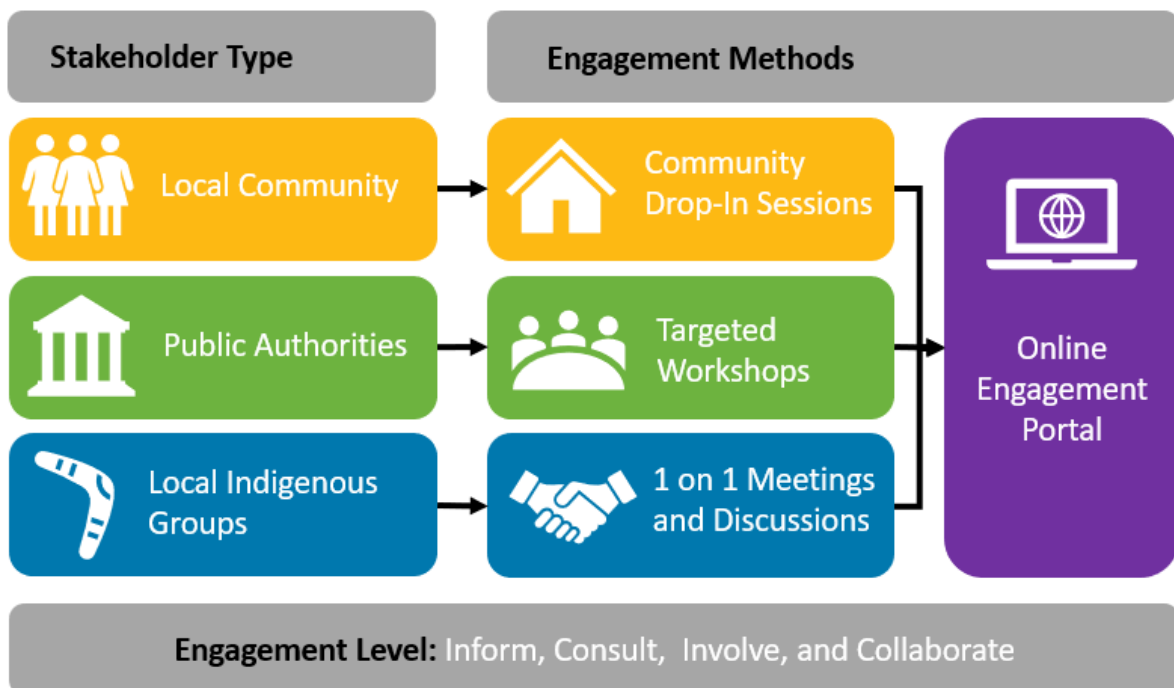 Stakeholder Type
Engagement Methods
Local Community
Community
Drop-In Sessions
Public Authorities
Targeted
Workshops
Local Indigenous
Groups
1 on 1 Meetings
and Discussions
Online
Engagement
Portal
Engagement Level: Inform, Consult,  Involve, and Collaborate